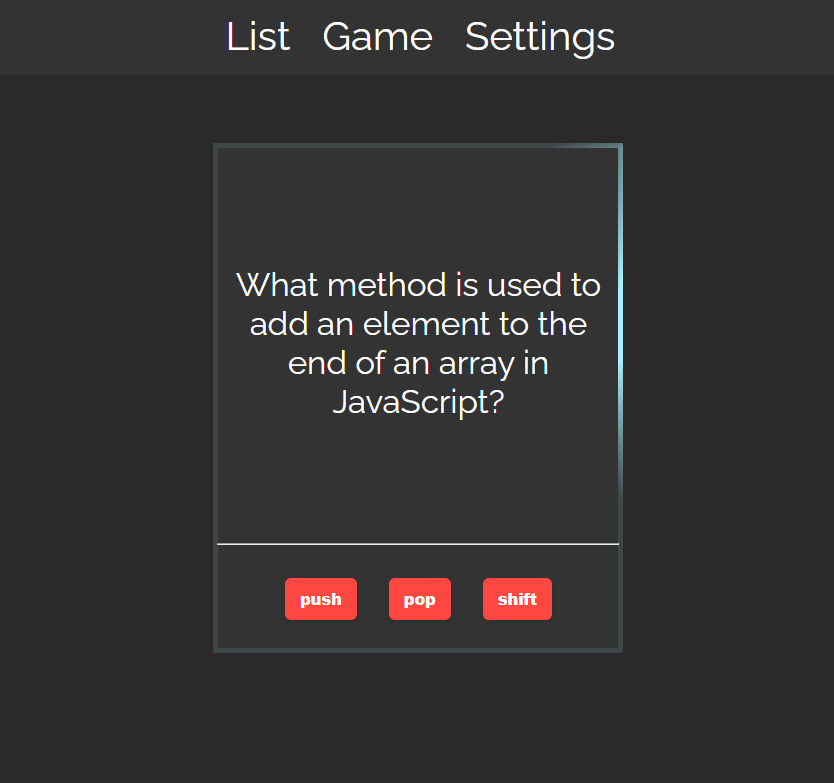 List Game Settings
What method is used to
add an element to the
end of an array in
JavaScript?
push pop shift